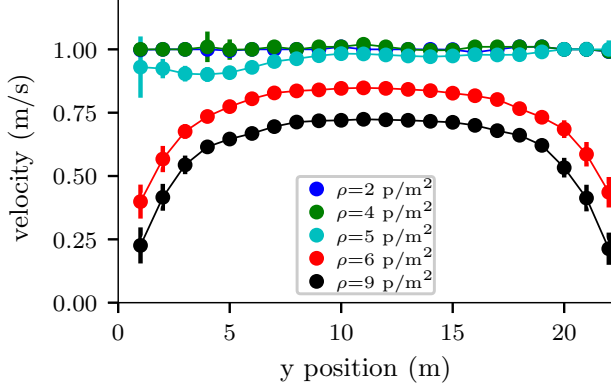 velocity (m/s)
1.00
0.75
0.50
0.25
0.00
ρ=2 p/m²
ρ=4 p/m²
ρ=5 p/m²
ρ=6 p/m²
ρ=9 p/m²
0 5 10 15 20
y position (m)